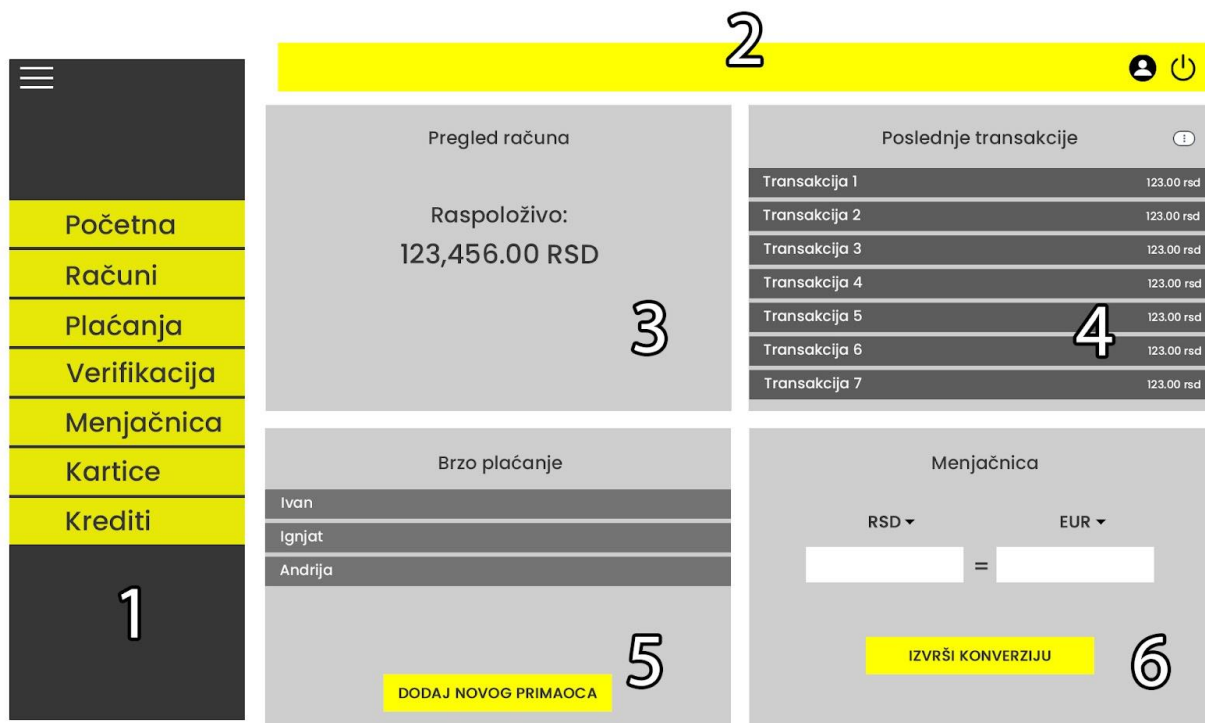 2
Početna
Računi
Plaćanja
Verifikacija
Menjačnica
Kartice
Krediti
1
Pregled računa
Raspoloživo:
123,456.00 RSD
3
Poslednje transakcije
Transakcija 1 123.00 rsd
Transakcija 2 123.00 rsd
Transakcija 3 123.00 rsd
Transakcija 4 123.00 rsd
Transakcija 5 123.00 rsd
Transakcija 6 123.00 rsd
Transakcija 7 123.00 rsd
4
Brzo plaćanje
Ivan
Ignjat
Andrija
5
DODAJ NOVOG PRIMAOCA
Menjačnica
RSD EUR
=
IZVRŠI KONVERZIJU
6